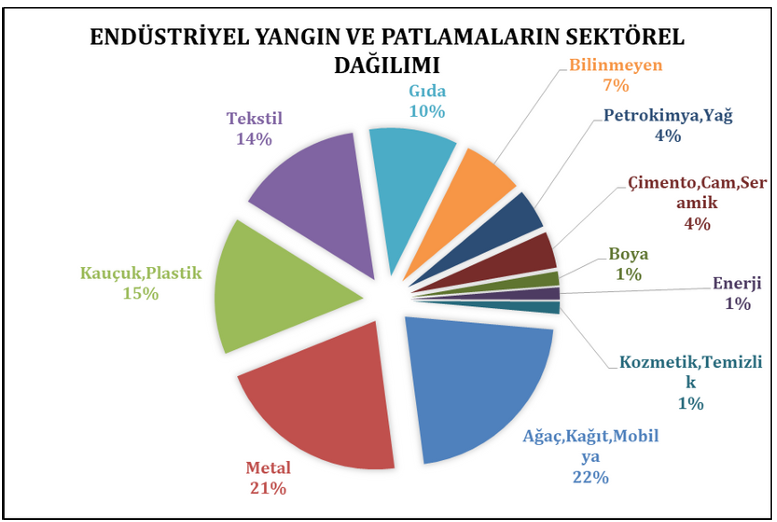 ENDÜSTRİYEL YANGIN VE PATLAMALARIN SEKTÖREL
DAĞILIMI
Bilinmeyen
7%
Gıda
10%
Tekstil
14%
Petrokimya,Yağ
4%
Çimento,Cam,Ser
amik
4%
Boya
1%
Enerji
1%
Kauçuk,Plastik
15%
Kozmetik,Temizli
k
1%
Ağaç,Kağıt,Mobil
ya
22%
Metal
21%